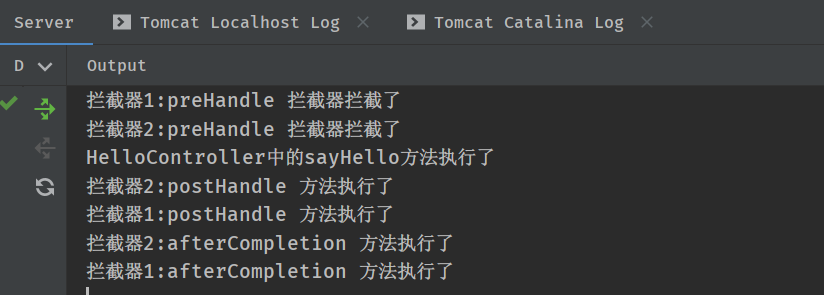 Server Tomcat Localhost Log Tomcat Catalina Log
D Output
拦截器1:preHandle 拦截器拦截了
拦截器2:preHandle 拦截器拦截了
HelloController中的sayHello方法执行了
拦截器2:postHandle 方法执行了
拦截器1:postHandle 方法执行了
拦截器2:afterCompletion 方法执行了
拦截器1:afterCompletion 方法执行了